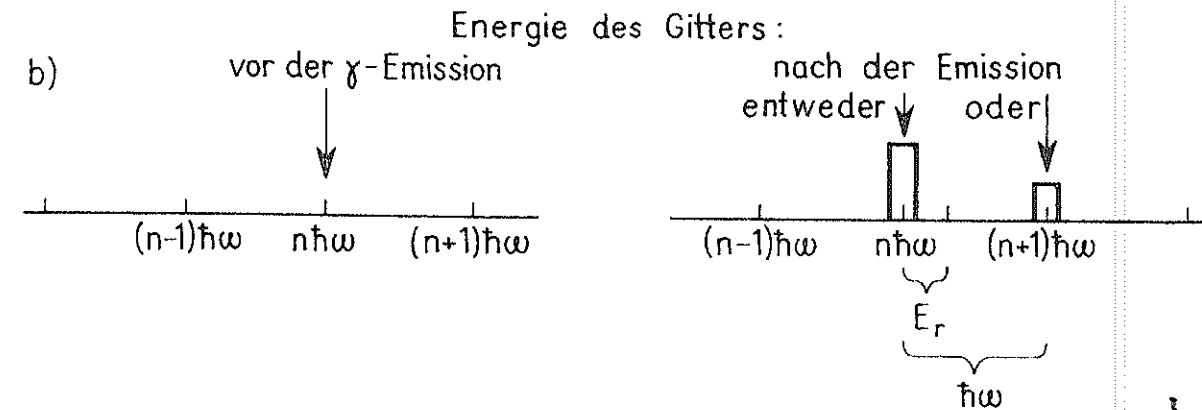 Energie des Gitters:
b)
vor der γ-Emission
nach der Emission
entweder oder
(n-1)ħω nħω (n+1)ħω
(n-1)ħω nħω (n+1)ħω
E_r
ħω